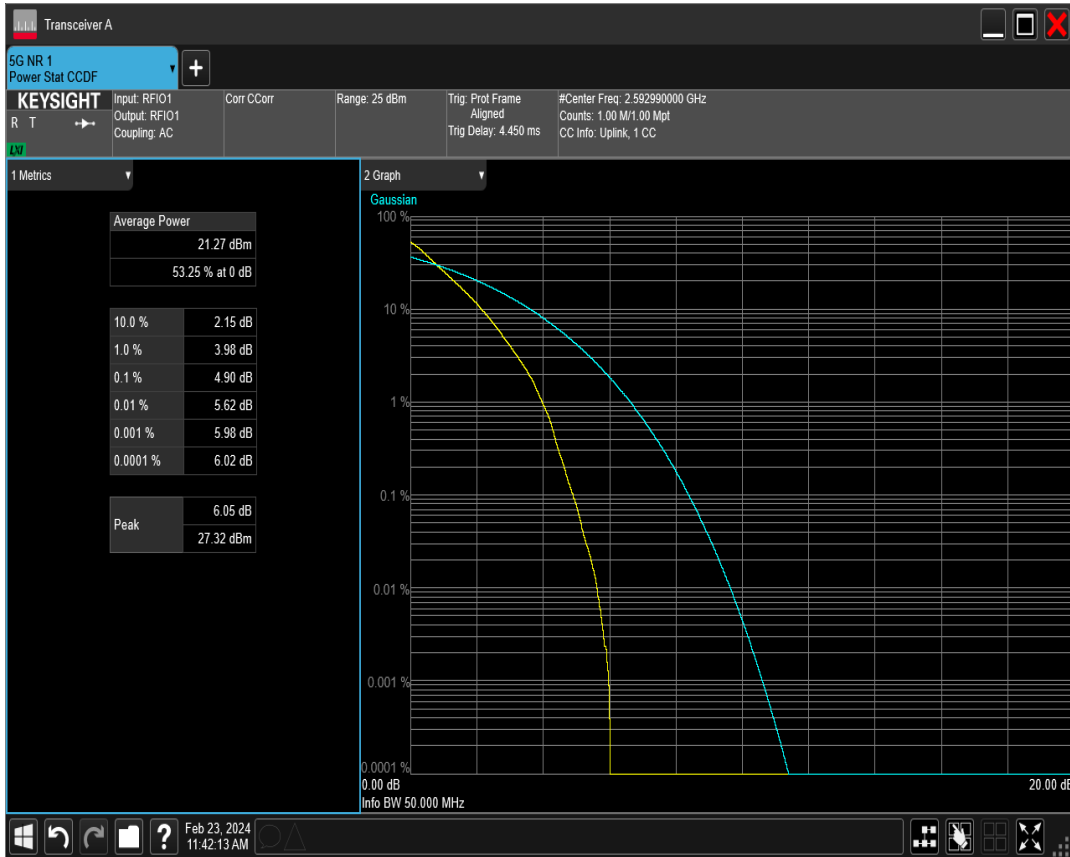 Transceiver A
5G NR 1
Power Stat CCDF
+
KEYSIGHT
R T
LXI
Input: RFIO1
Output: RFIO1
Coupling: AC
Corr CCorr
Range: 25 dBm
Trig: Prot Frame
Aligned
Trig Delay: 4.450 ms
#Center Freq: 2.592990000 GHz
Counts: 1.00 M/1.00 Mpt
CC Info: Uplink, 1 CC
1 Metrics
Average Power
21.27 dBm
53.25 % at 0 dB
10.0 % 2.15 dB
1.0 % 3.98 dB
0.1 % 4.90 dB
0.01 % 5.62 dB
0.001 % 5.98 dB
0.0001 % 6.02 dB
Peak 6.05 dB
27.32 dBm
2 Graph
Gaussian
100 %
10 %
1 %
0.1 %
0.01 %
0.001 %
0.0001 %
0.00 dB 20.00 dB
Info BW 50.000 MHz
?
Feb 23, 2024
11:42:13 AM